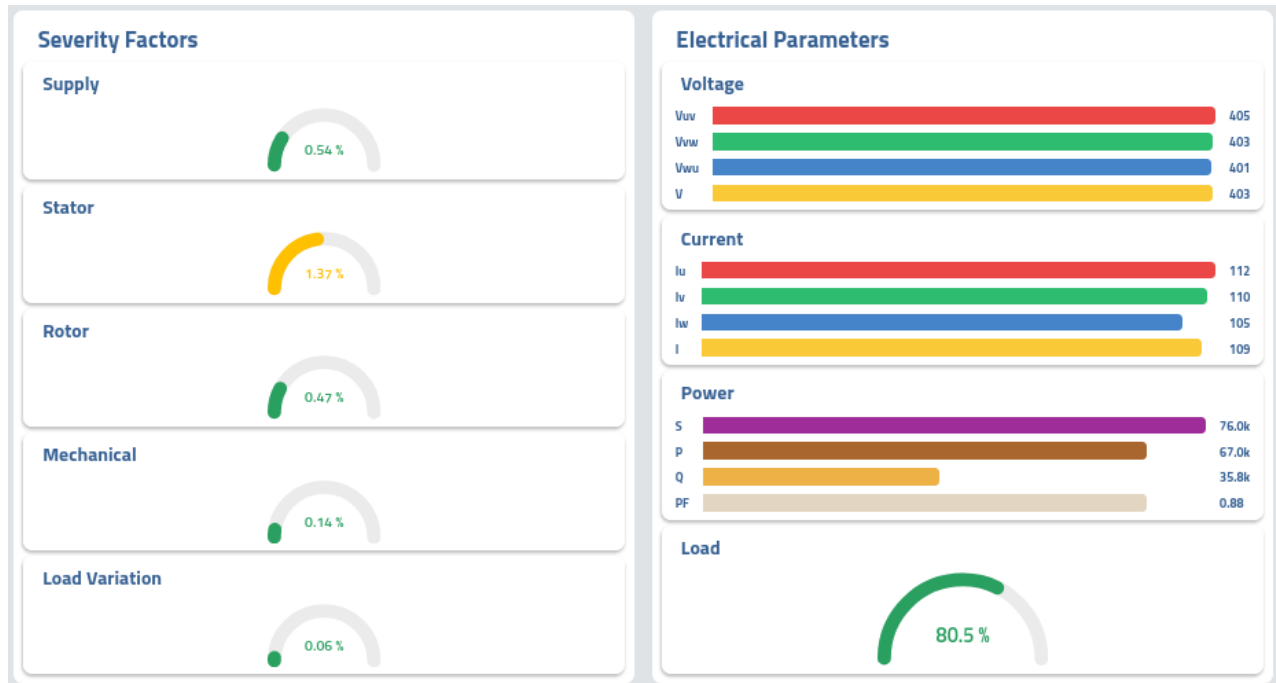 Severity Factors
Supply
0.54 %
Stator
1.37 %
Rotor
0.47 %
Mechanical
0.14 %
Load Variation
0.06 %
Electrical Parameters
Voltage
Vuv 405
Vvw 403
Vwu 401
V 403
Current
Iu 112
Iv 110
Iw 105
I 109
Power
S 76.0k
P 67.0k
Q 35.8k
PF 0.88
Load
80.5 %